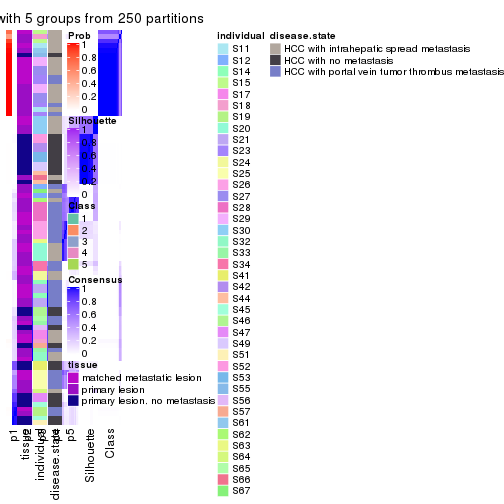 with 5 groups from 250 partitions
Prob
1
0.8
0.6
0.4
0.2
0
Silhouette
1
0.8
0.6
0.4
0.2
0
Class
1
2
3
4
5
Consensus
1
0.8
0.6
0.4
0.2
0
tissue
matched metastatic lesion
primary lesion
primary lesion. no metastasis
individual
S11
S12
S14
S15
S17
S18
S19
S20
S21
S23
S24
S25
S26
S27
S28
S29
S30
S32
S33
S34
S41
S42
S44
S45
S46
S47
S49
S51
S52
S53
S55
S56
S57
S61
S62
S63
S64
S65
S66
S67
disease.state
HCC with intrahepatic spread metastasis
HCC with no metastasis
HCC with portal vein tumor thrombus metastasis
p1
tissue
individual
disease.state
p5
Silhouette
Class